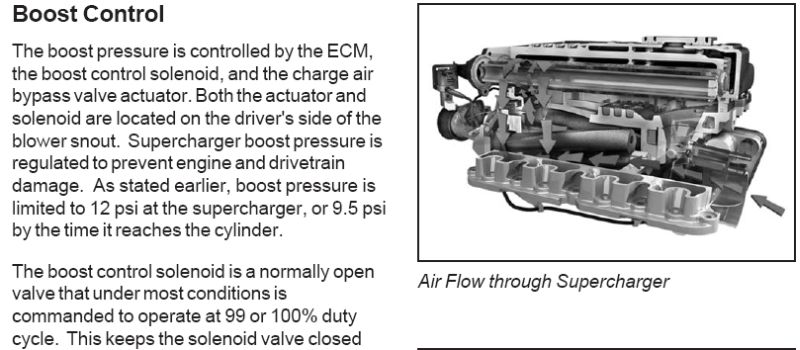 Boost Control
The boost pressure is controlled by the ECM,
the boost control solenoid, and the charge air
bypass valve actuator. Both the actuator and
solenoid are located on the driver's side of the
blower snout.  Supercharger boost pressure is
regulated to prevent engine and drivetrain
damage.  As stated earlier, boost pressure is
limited to 12 psi at the supercharger, or 9.5 psi
by the time it reaches the cylinder.
The boost control solenoid is a normally open
valve that under most conditions is
commanded to operate at 99 or 100% duty
cycle.  This keeps the solenoid valve closed
Air Flow through Supercharger